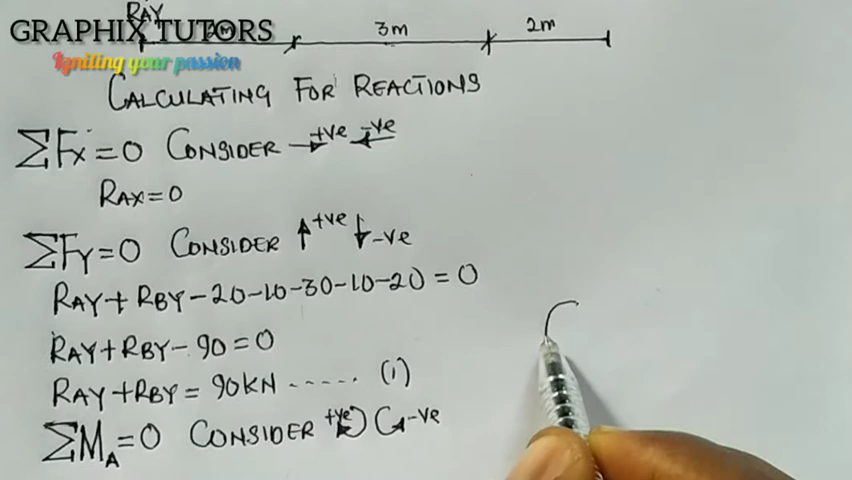 RAY
GRAPHIX TUTORS
3m 2m
Igniting your passion
CALCULATING FOR REACTIONS
ΣFx=0 CONSIDER +ve -ve
RAX=0
ΣFy=0 CONSIDER +ve -ve
RAY+RBY-20-10-30-10-20=0
RAY+RBY-90=0
RAY+RBY=90KN ..... (1)
ΣMA=0 CONSIDER +ve -ve